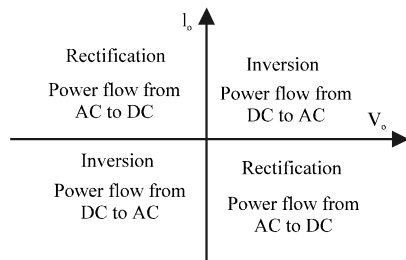 Io
Rectification
Power flow from
AC to DC
Inversion
Power flow from
DC to AC
Vo
Inversion
Power flow from
DC to AC
Rectification
Power flow from
AC to DC